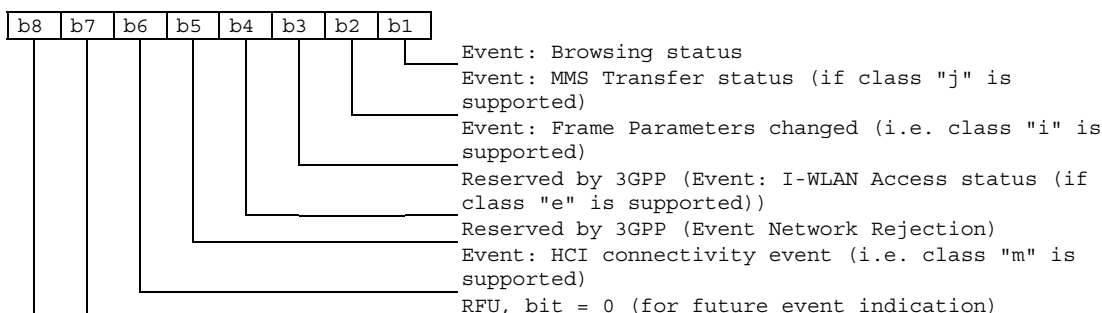 b8 b7 b6 b5 b4 b3 b2 b1
Event: Browsing status
Event: MMS Transfer status (if class "j" is
supported)
Event: Frame Parameters changed (i.e. class "i" is
supported)
Reserved by 3GPP (Event: I-WLAN Access status (if
class "e" is supported))
Reserved by 3GPP (Event Network Rejection)
Event: HCI connectivity event (i.e. class "m" is
supported)
RFU, bit = 0 (for future event indication)